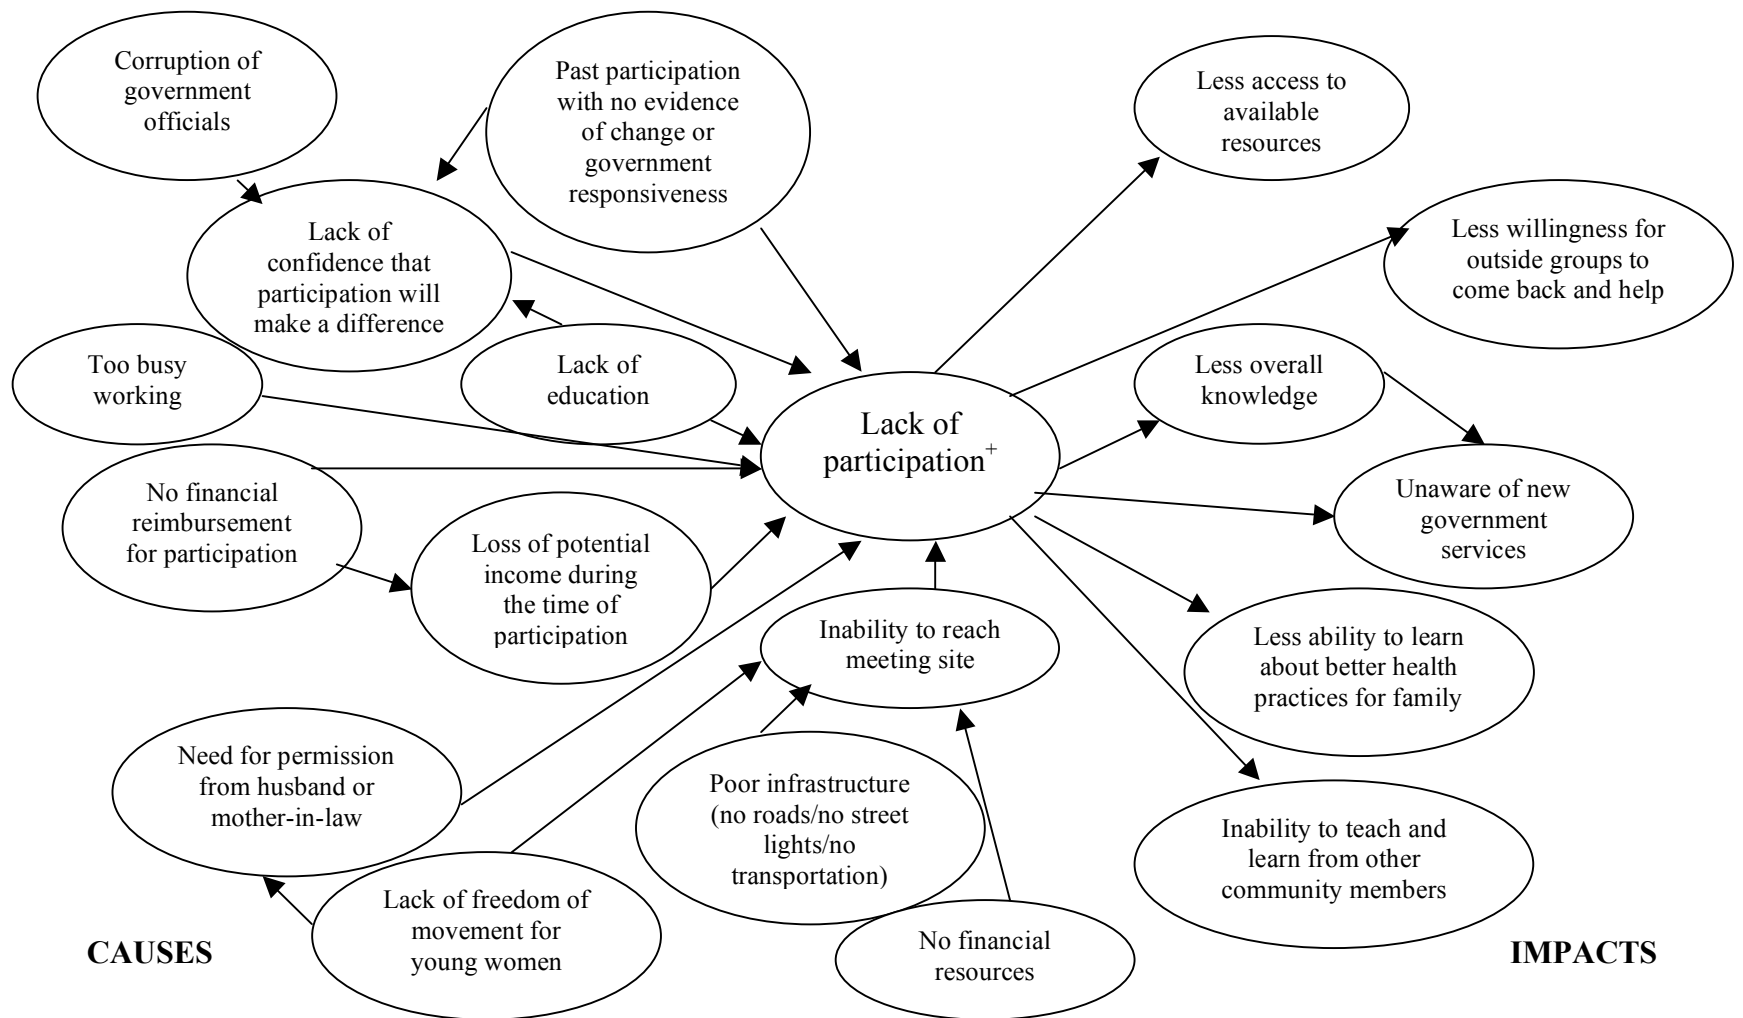 Corruption of
government
officials
Past participation
with no evidence
of change or
government
responsiveness
Less access to
available
resources
Lack of
confidence that
participation will
make a difference
Less willingness for
outside groups to
come back and help
Too busy
working
Lack of
education
Lack of
participation+
Less overall
knowledge
No financial
reimbursement
for participation
Loss of potential
income during
the time of
participation
Unaware of new
government
services
Inability to reach
meeting site
Less ability to learn
about better health
practices for family
Need for permission
from husband or
mother-in-law
Poor infrastructure
(no roads/no street
lights/no
transportation)
Inability to teach and
learn from other
community members
Lack of freedom of
movement for
young women
No financial
resources
CAUSES
IMPACTS